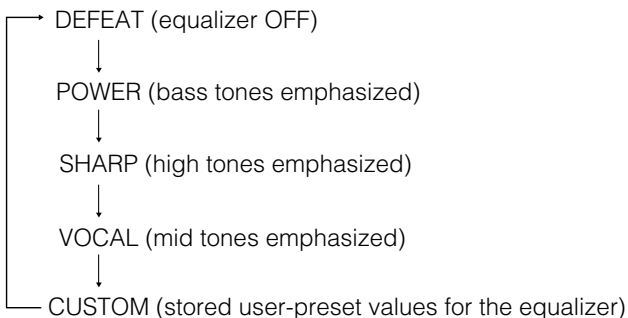 DEFEAT (equalizer OFF)
POWER (bass tones emphasized)
SHARP (high tones emphasized)
VOCAL (mid tones emphasized)
CUSTOM (stored user-preset values for the equalizer)